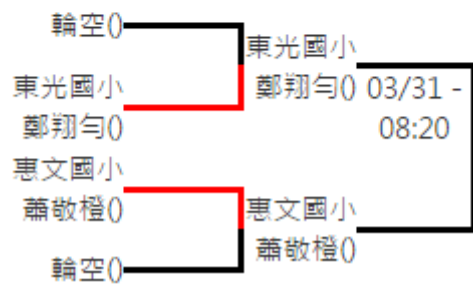 輪空()
東光國小
鄭翔勻()
惠文國小
蕭敬橙()
輪空()
東光國小
鄭翔勻()
惠文國小
蕭敬橙()
03/31 -
08:20